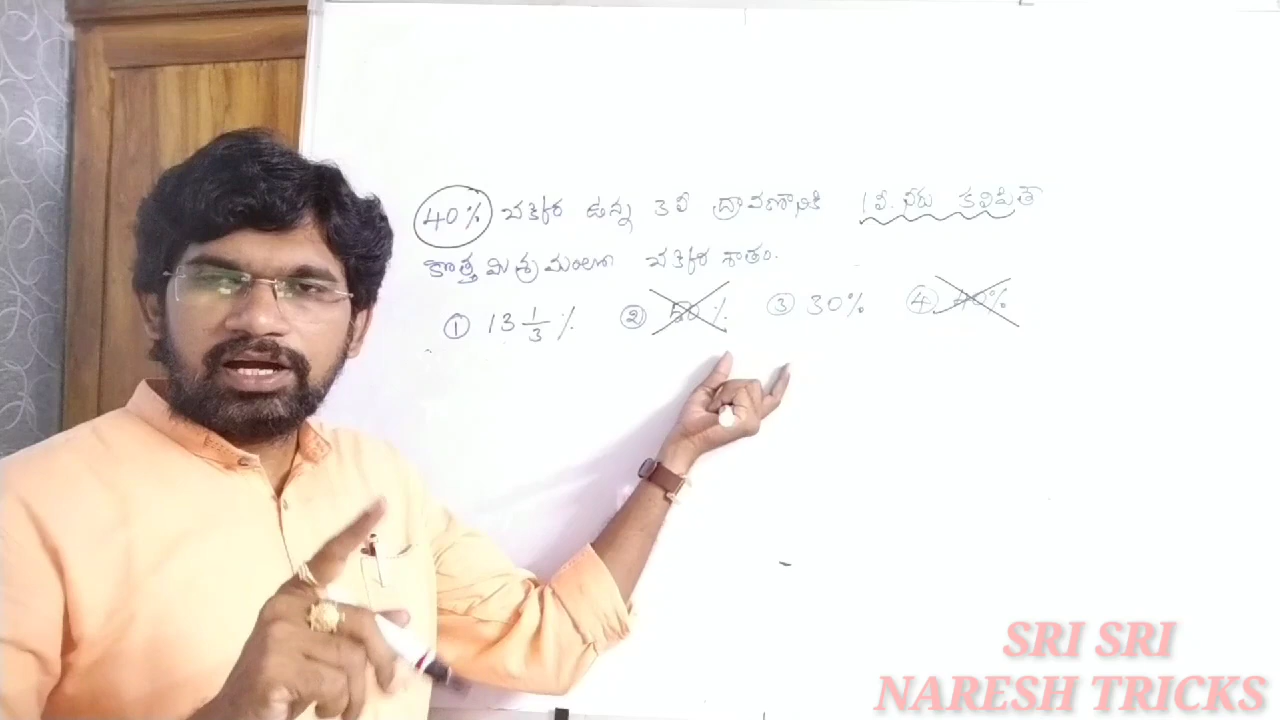 40% చక్కెర ఉన్న 3 లీ ద్రావణానికి 1 లీ. నీరు కలిపితే
కొత్త మిశ్రమంలో చక్కెర శాతం.
① 13 1/3 % ② 50 % ③ 30% ④ 40%
SRI SRI
NARESH TRICKS